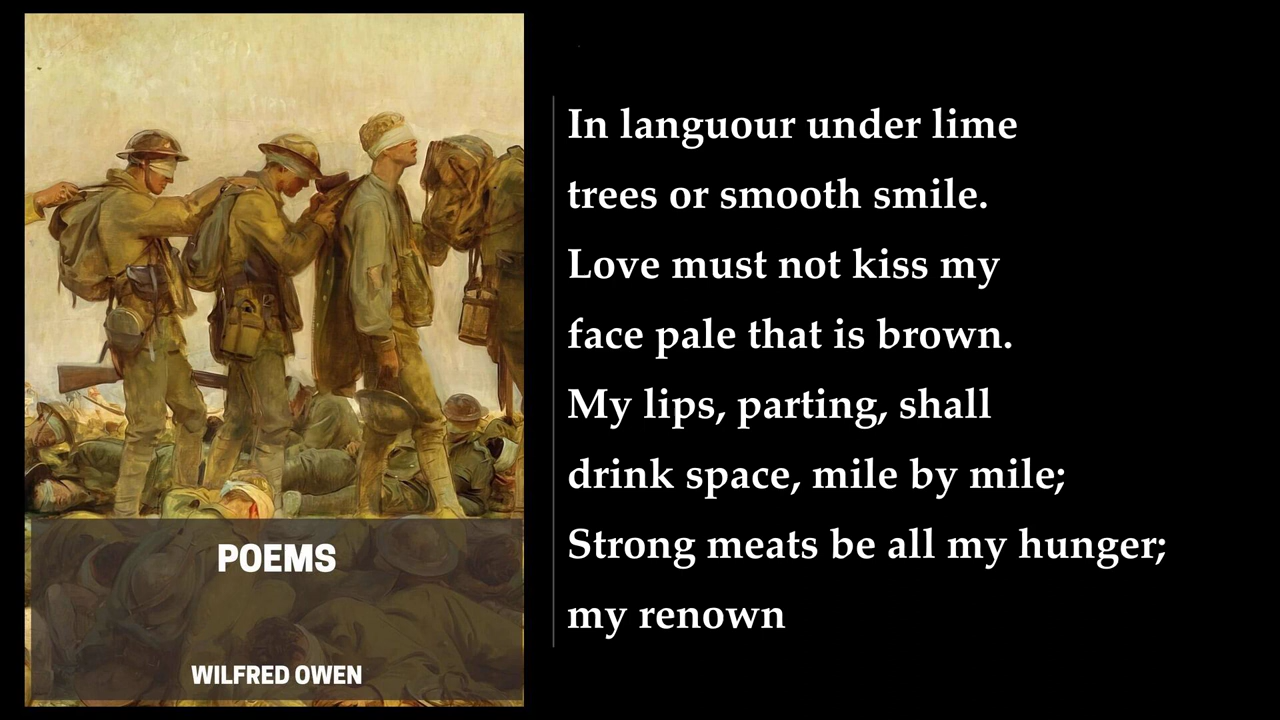 POEMS
WILFRED OWEN
In languour under lime
trees or smooth smile.
Love must not kiss my
face pale that is brown.
My lips, parting, shall
drink space, mile by mile;
Strong meats be all my hunger;
my renown